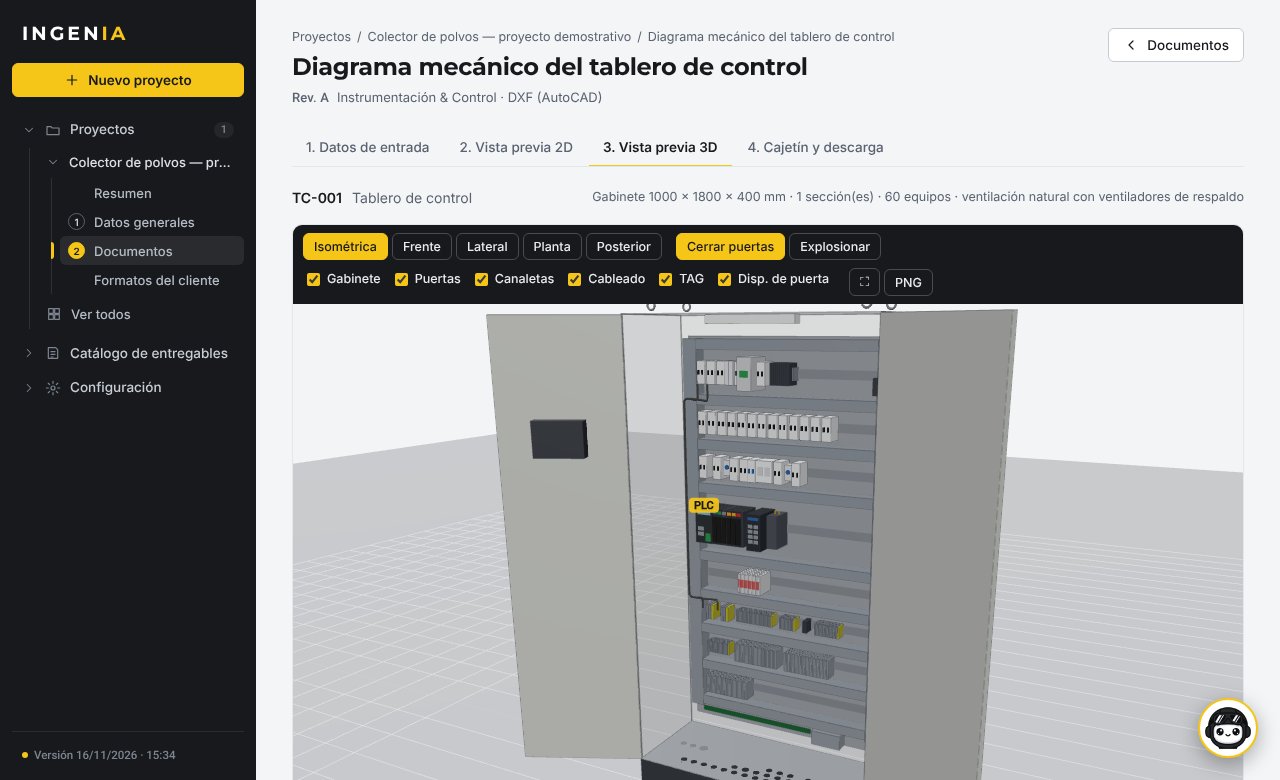 INGENIA
Nuevo proyecto
Proyectos 1
Colector de polvos — pr...
Resumen
1 Datos generales
2 Documentos
Formatos del cliente
Ver todos
Catálogo de entregables
Configuración
Versión 16/11/2026 · 15:34
Proyectos / Colector de polvos — proyecto demostrativo / Diagrama mecánico del tablero de control
Documentos
Diagrama mecánico del tablero de control
Rev. A Instrumentación & Control · DXF (AutoCAD)
1. Datos de entrada 2. Vista previa 2D 3. Vista previa 3D 4. Cajetín y descarga
TC-001 Tablero de control
Gabinete 1000 × 1800 × 400 mm · 1 sección(es) · 60 equipos · ventilación natural con ventiladores de respaldo
Isométrica Frente Lateral Planta Posterior Cerrar puertas Explosionar
Gabinete Puertas Canaletas Cableado TAG Disp. de puerta PNG
PLC